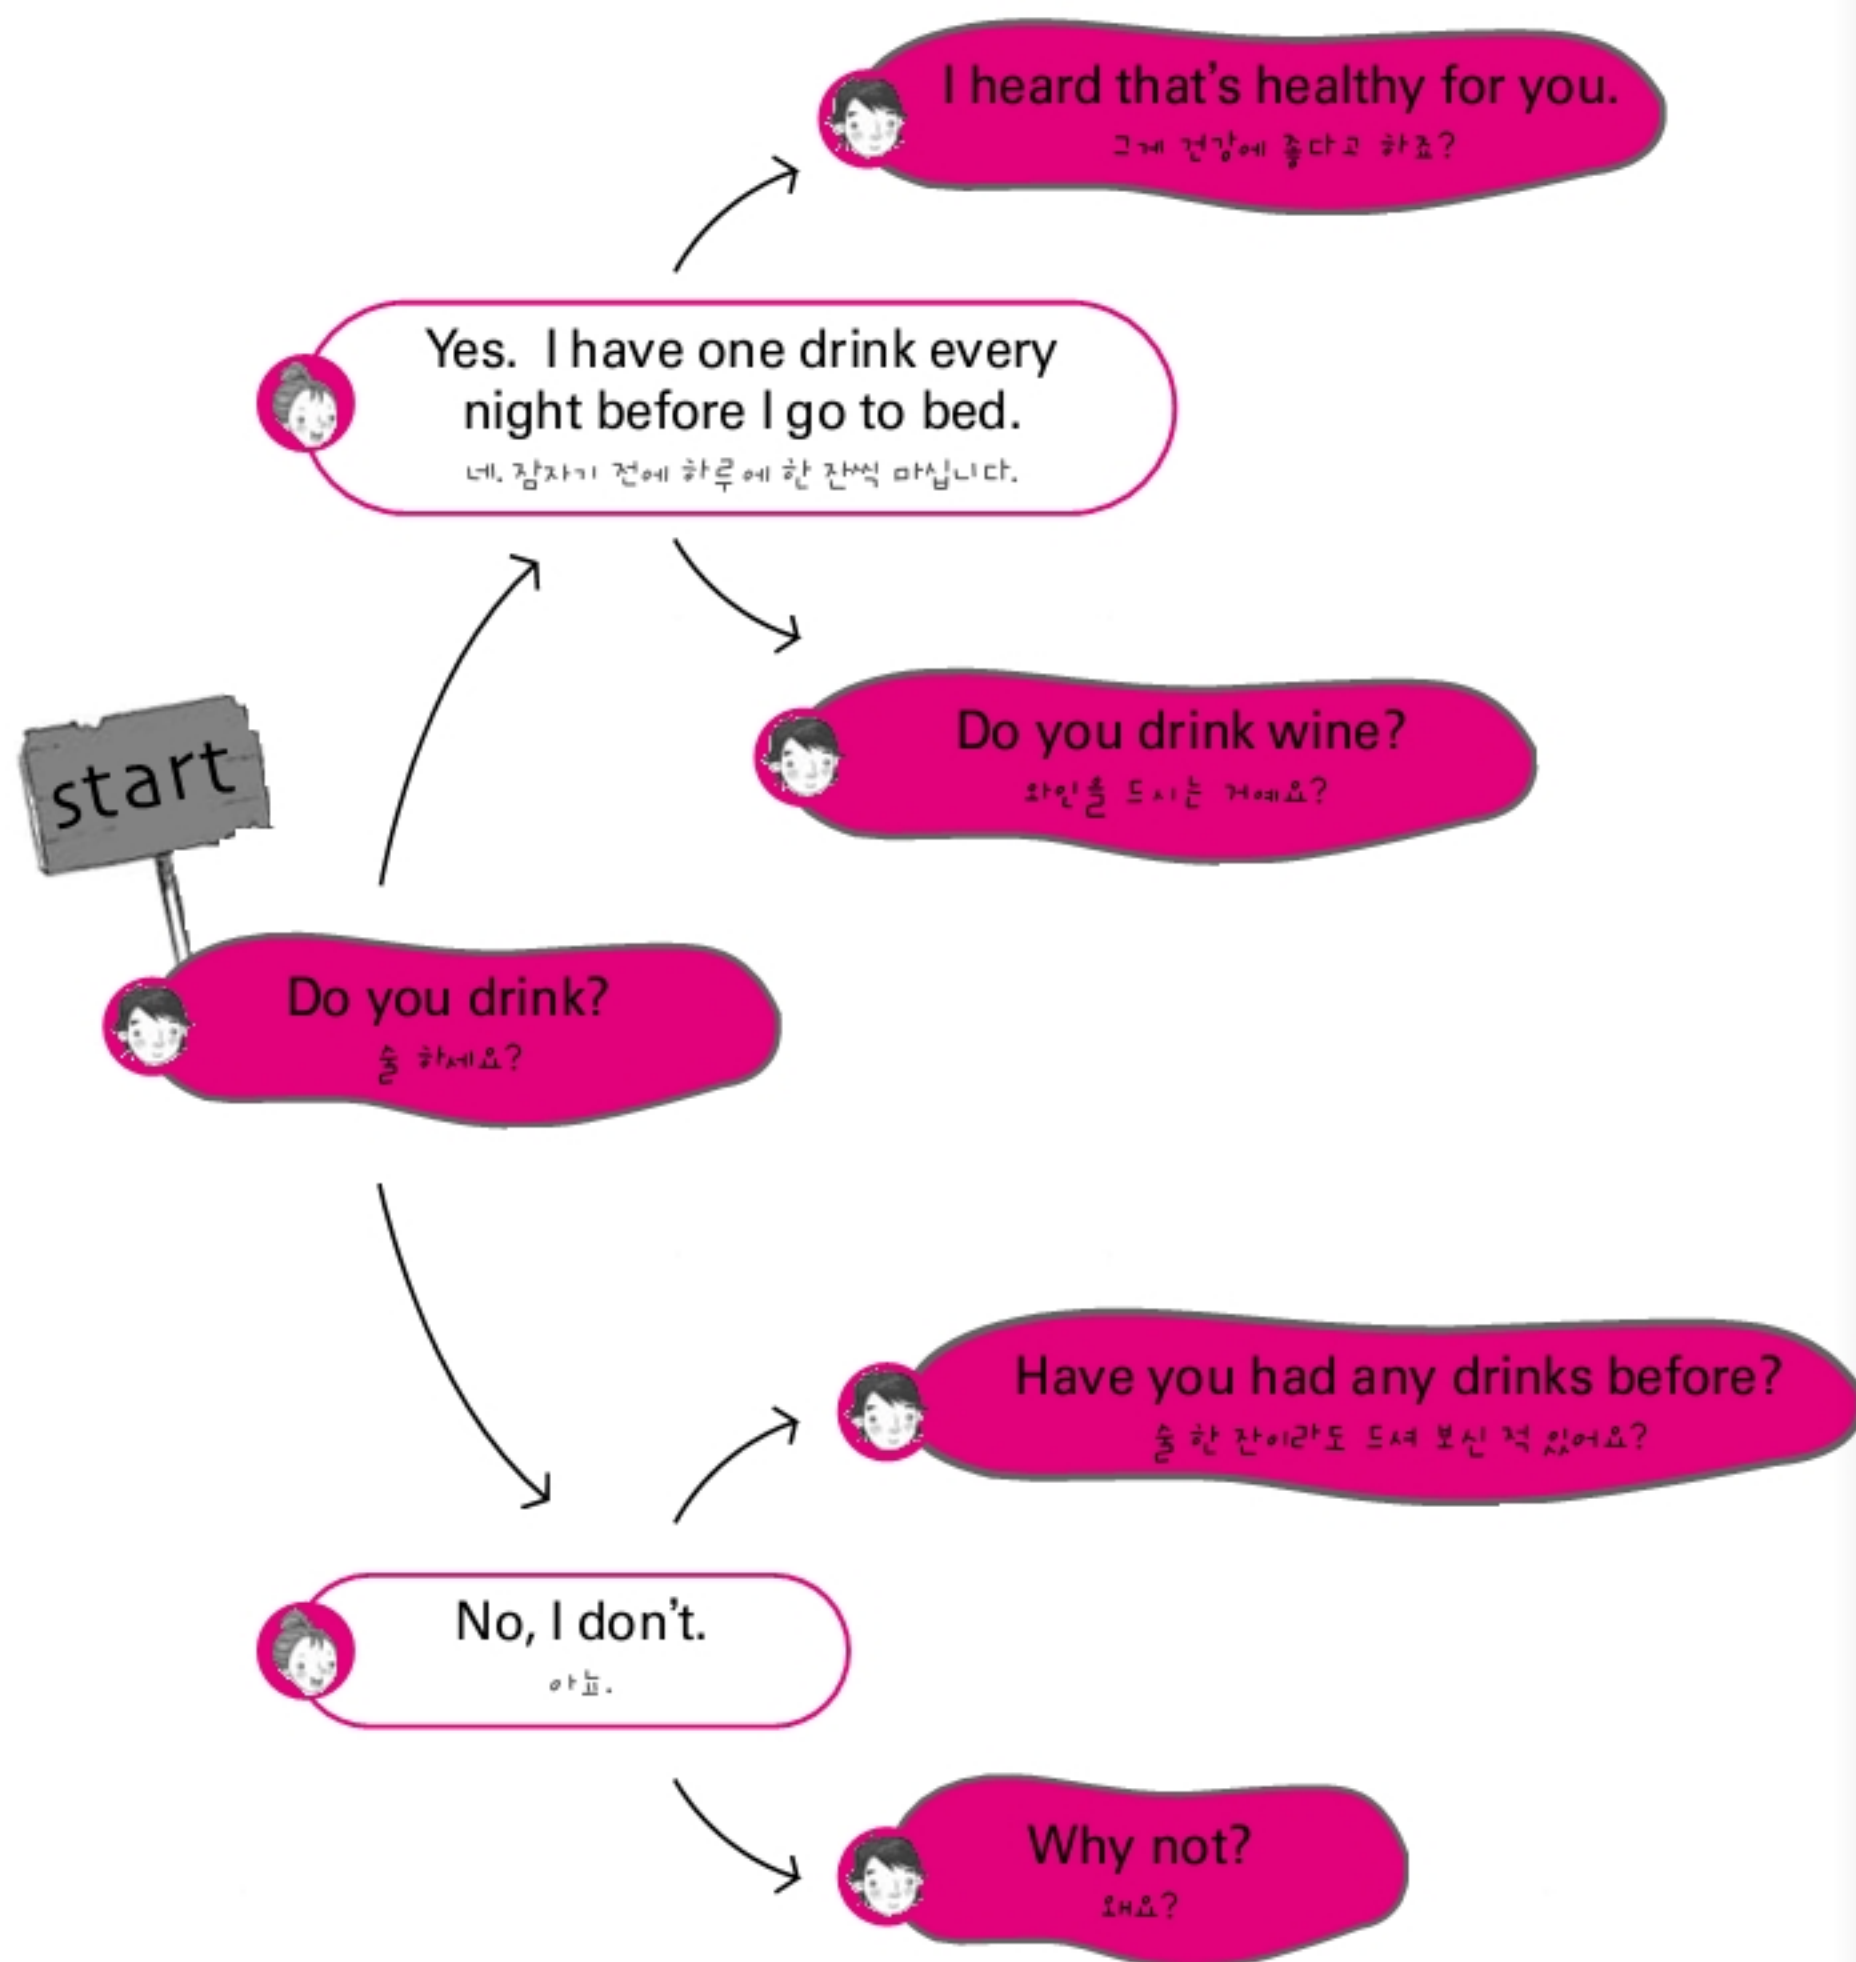 I heard that's healthy for you.
그게 건강에 좋다고 하죠?
Yes. I have one drink every
night before I go to bed.
네. 잠자기 전에 하루에 한 잔씩 마십니다.
Do you drink wine?
와인을 드시는 거예요?
start
Do you drink?
술 하세요?
Have you had any drinks before?
술 한 잔이라도 드셔 보신 적 있어요?
No, I don't.
아뇨.
Why not?
왜요?